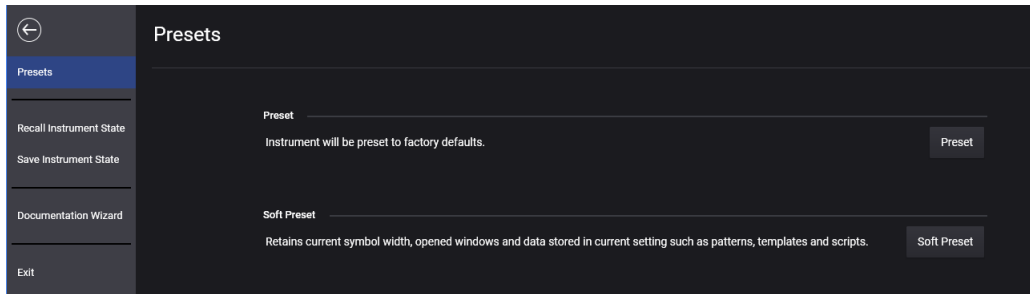 Presets
Presets
Recall Instrument State
Save Instrument State
Documentation Wizard
Exit
Preset
Instrument will be preset to factory defaults.
Preset
Soft Preset
Retains current symbol width, opened windows and data stored in current setting such as patterns, templates and scripts.
Soft Preset